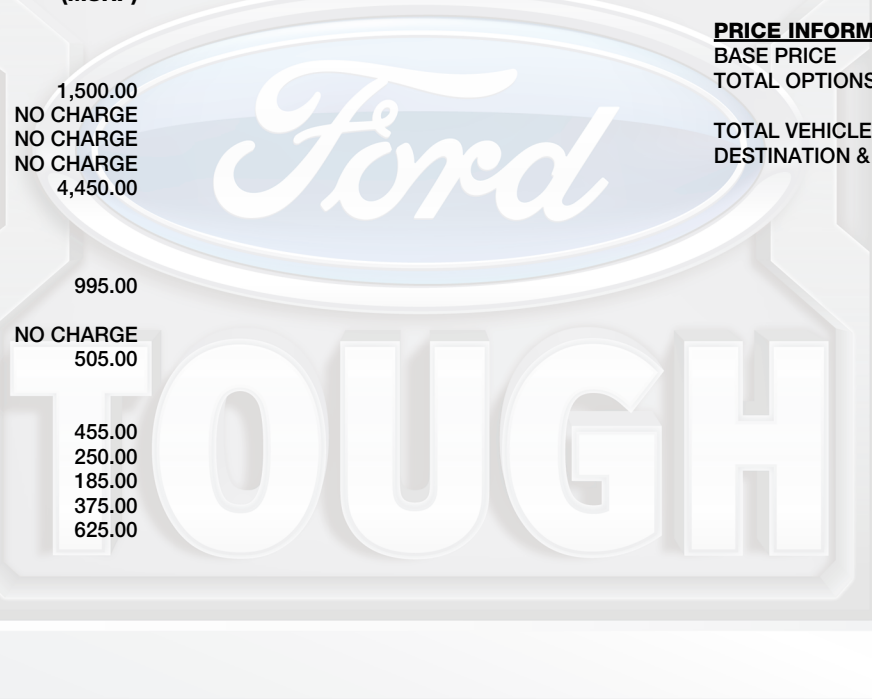 PRICE INFORM
BASE PRICE
TOTAL OPTIONS
TOTAL VEHICLE
DESTINATION &
1,500.00
NO CHARGE
NO CHARGE
NO CHARGE
4,450.00
995.00
NO CHARGE
505.00
455.00
250.00
185.00
375.00
625.00
Ford
TOUGH